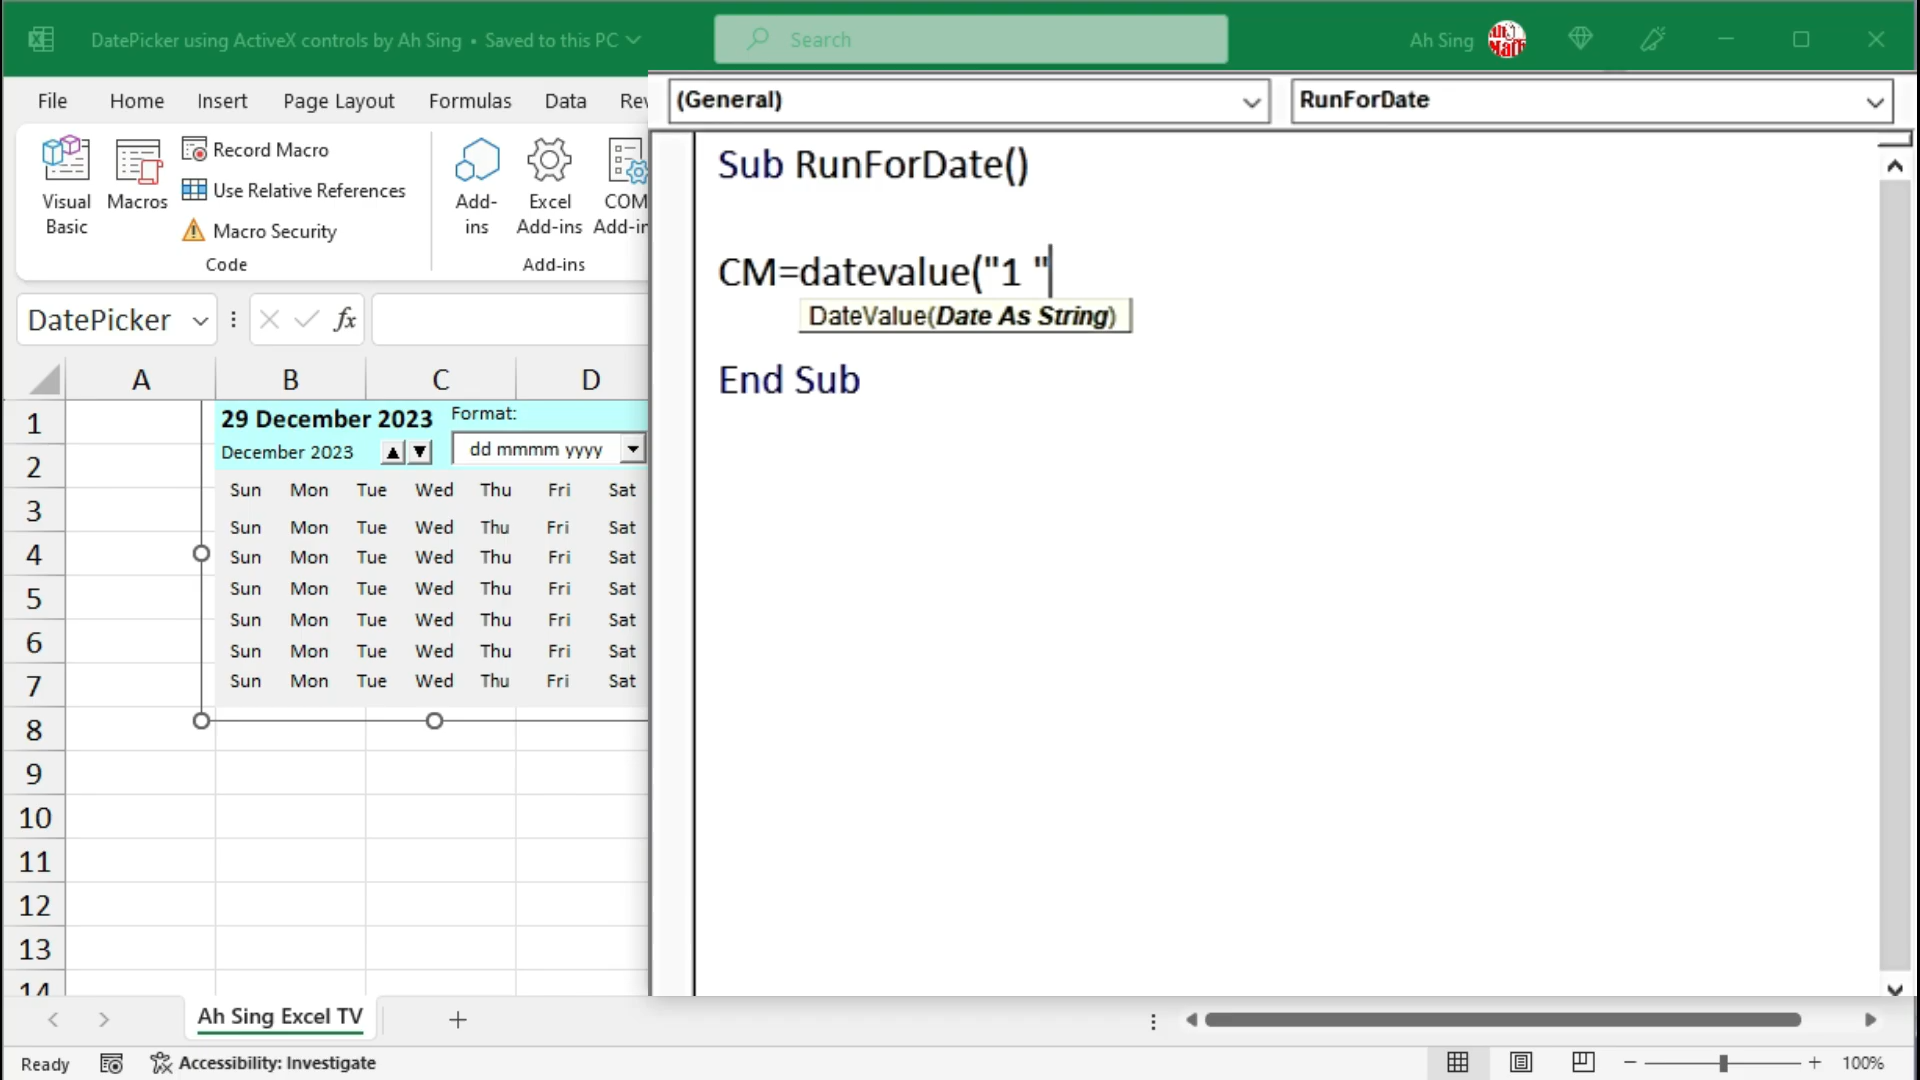 DatePicker using ActiveX controls by Ah Sing • Saved to this PC
Search
Ah Sing
File Home Insert Page Layout Formulas Data Rev
Visual Basic
Macros
Record Macro
Use Relative References
Macro Security
Code
Add-ins
Excel Add-ins
COM Add-in
Add-ins
(General)
RunForDate
DatePicker
fx
A B C D
1
2
3
4
5
6
7
8
9
10
11
12
13
14
29 December 2023
Format:
December 2023
dd mmmm yyyy
Sun Mon Tue Wed Thu Fri Sat
Sun Mon Tue Wed Thu Fri Sat
Sun Mon Tue Wed Thu Fri Sat
Sun Mon Tue Wed Thu Fri Sat
Sun Mon Tue Wed Thu Fri Sat
Sun Mon Tue Wed Thu Fri Sat
Sun Mon Tue Wed Thu Fri Sat
Sub RunForDate()
CM=datevalue("1 "
DateValue(Date As String)
End Sub
Ah Sing Excel TV
Ready
Accessibility: Investigate
100%